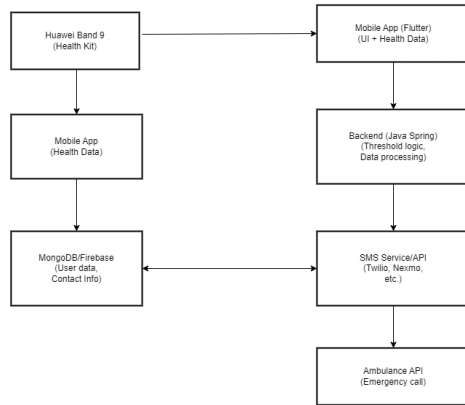 Huawei Band 9
(Health Kit)
Mobile App (Flutter)
(UI + Health Data)
Mobile App
(Health Data)
Backend (Java Spring)
(Threshold logic,
Data processing)
MongoDB/Firebase
(User data,
Contact Info)
SMS Service/API
(Twilio, Nexmo,
etc.)
Ambulance API
(Emergency call)